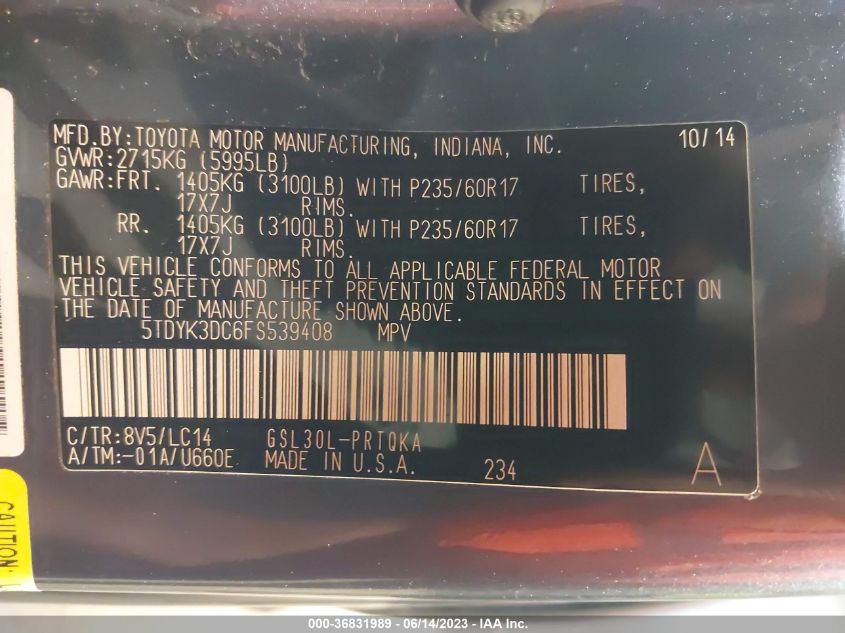 MFD.BY:TOYOTA MOTOR MANUFACTURING, INDIANA, INC. 10/14
GVWR:2715KG (5995LB)
GAWR:FRT. 1405KG (3100LB) WITH P235/60R17 TIRES,
17X7J RIMS.
RR. 1405KG (3100LB) WITH P235/60R17 TIRES,
17X7J RIMS.
THIS VEHICLE CONFORMS TO ALL APPLICABLE FEDERAL MOTOR
VEHICLE SAFETY AND THEFT PREVENTION STANDARDS IN EFFECT ON
THE DATE OF MANUFACTURE SHOWN ABOVE.
5TDYK3DC6FS539408 MPV
C/TR:8V5/LC14 GSL30L-PRTQKA
A/TM:-01A/U660E MADE IN U.S.A. 234 A
CAUTION:
000-36831989 - 06/14/2023 - IAA Inc.